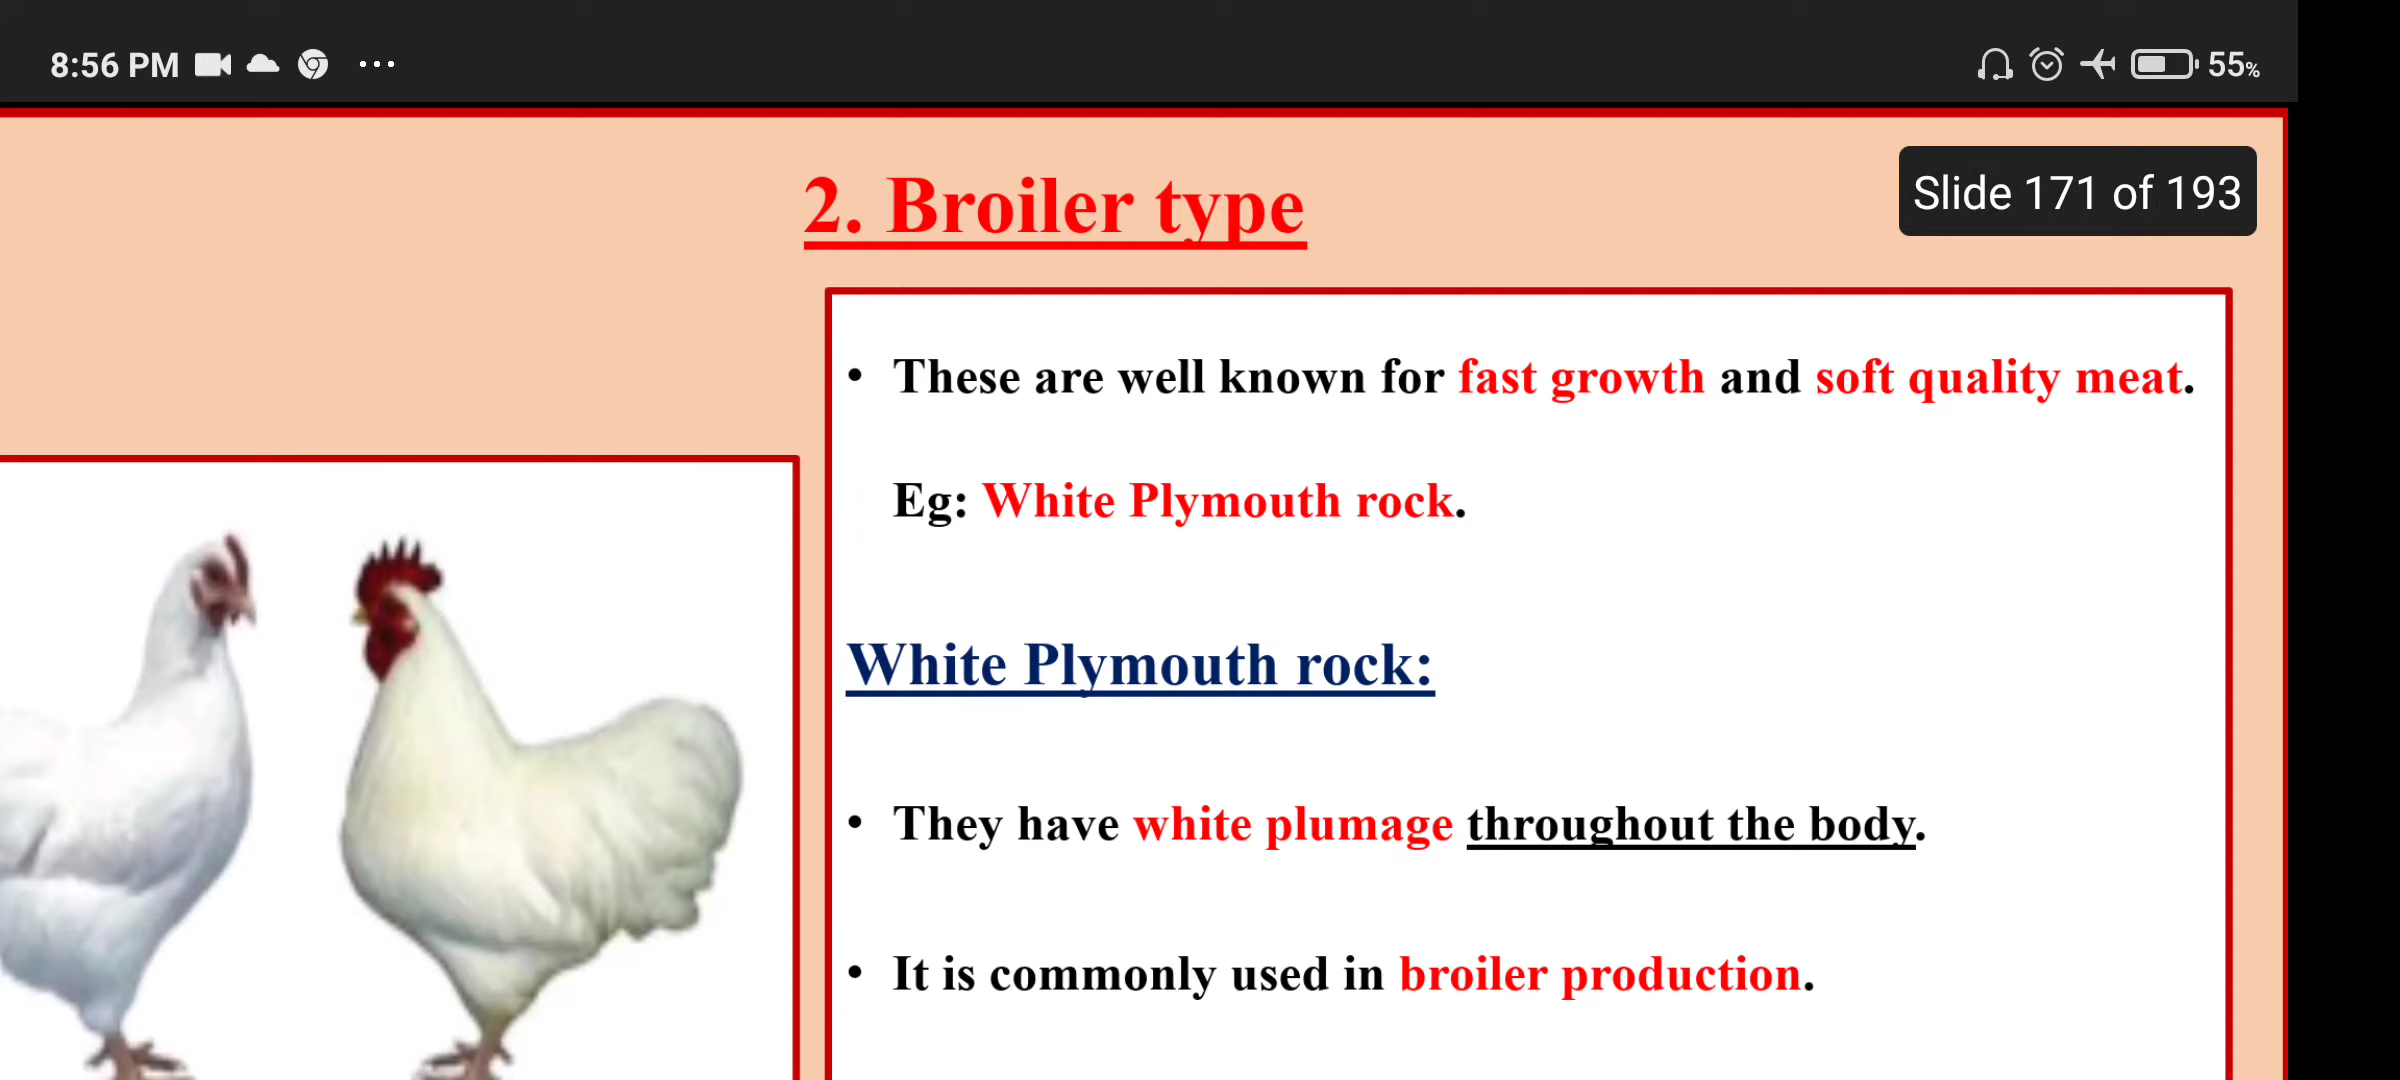 8:56 PM
55%
2. Broiler type
Slide 171 of 193
• These are well known for fast growth and soft quality meat.
Eg: White Plymouth rock.
White Plymouth rock:
• They have white plumage throughout the body.
• It is commonly used in broiler production.